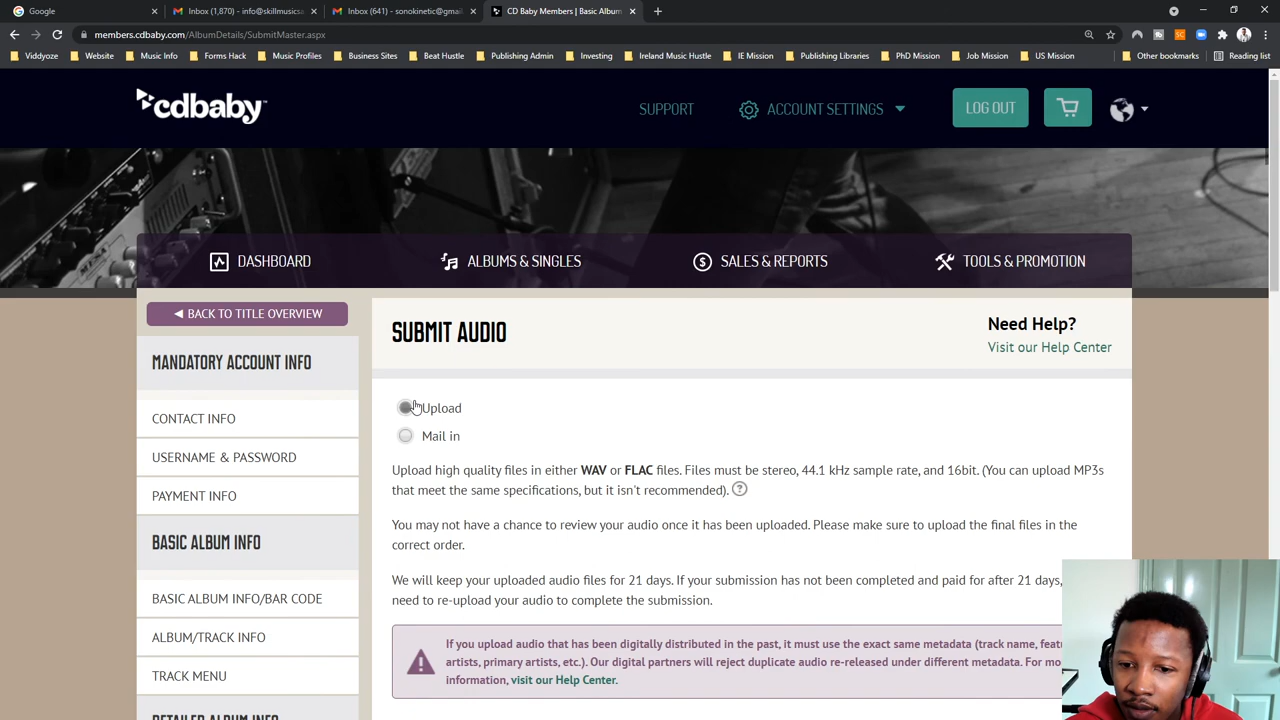 Google
Inbox (1,870) - info@skillmusicsa
Inbox (641) - sonokinetic@gmail
CD Baby Members | Basic Album
members.cdbaby.com/AlbumDetails/SubmitMaster.aspx
Viddyoze
Website
Music Info
Forms Hack
Music Profiles
Business Sites
Beat Hustle
Publishing Admin
Investing
Ireland Music Hustle
IE Mission
Publishing Libraries
PhD Mission
Job Mission
US Mission
Other bookmarks
Reading list
cdbaby
SUPPORT
ACCOUNT SETTINGS
LOG OUT
DASHBOARD
ALBUMS & SINGLES
SALES & REPORTS
TOOLS & PROMOTION
BACK TO TITLE OVERVIEW
MANDATORY ACCOUNT INFO
CONTACT INFO
USERNAME & PASSWORD
PAYMENT INFO
BASIC ALBUM INFO
BASIC ALBUM INFO/BAR CODE
ALBUM/TRACK INFO
TRACK MENU
DETAILED ALBUM INFO
SUBMIT AUDIO
Need Help?
Visit our Help Center
Upload
Mail in
Upload high quality files in either WAV or FLAC files. Files must be stereo, 44.1 kHz sample rate, and 16bit. (You can upload MP3s
that meet the same specifications, but it isn't recommended). ?
You may not have a chance to review your audio once it has been uploaded. Please make sure to upload the final files in the
correct order.
We will keep your uploaded audio files for 21 days. If your submission has not been completed and paid for after 21 days,
need to re-upload your audio to complete the submission.
If you upload audio that has been digitally distributed in the past, it must use the exact same metadata (track name, feat
artists, primary artists, etc.). Our digital partners will reject duplicate audio re-released under different metadata. For mo
information, visit our Help Center.